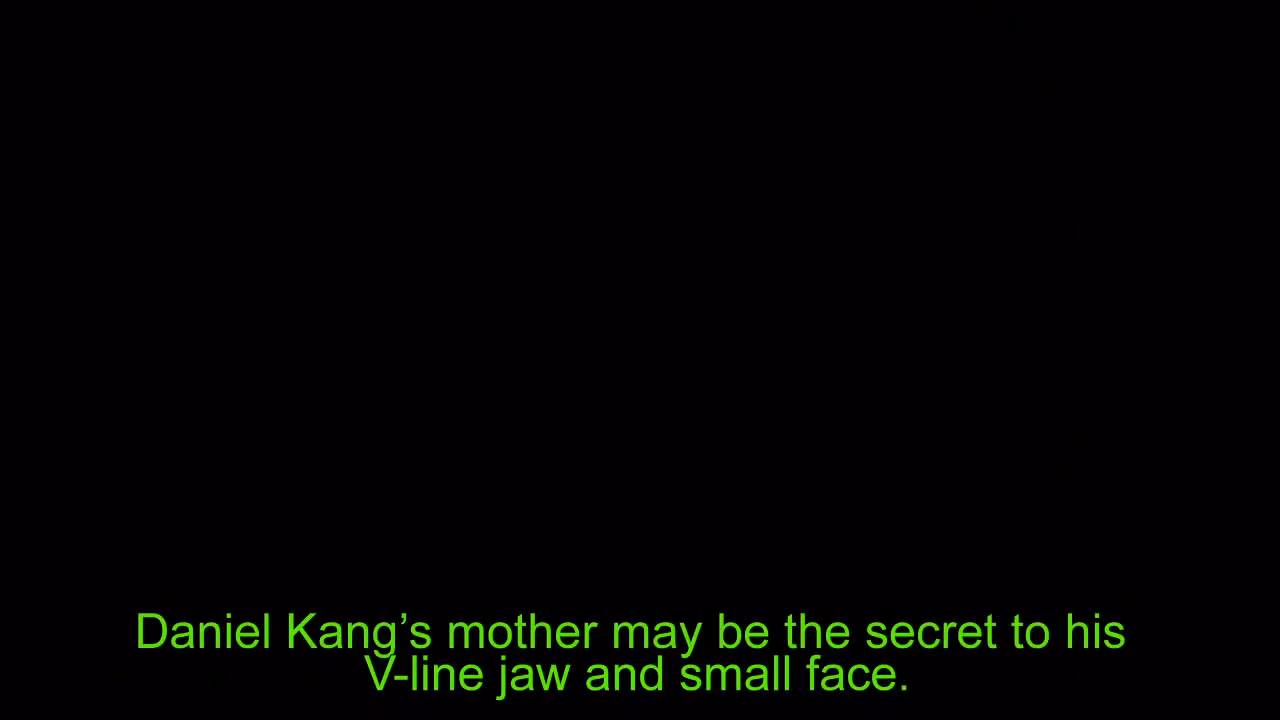 Daniel Kang’s mother may be the secret to his
V-line jaw and small face.